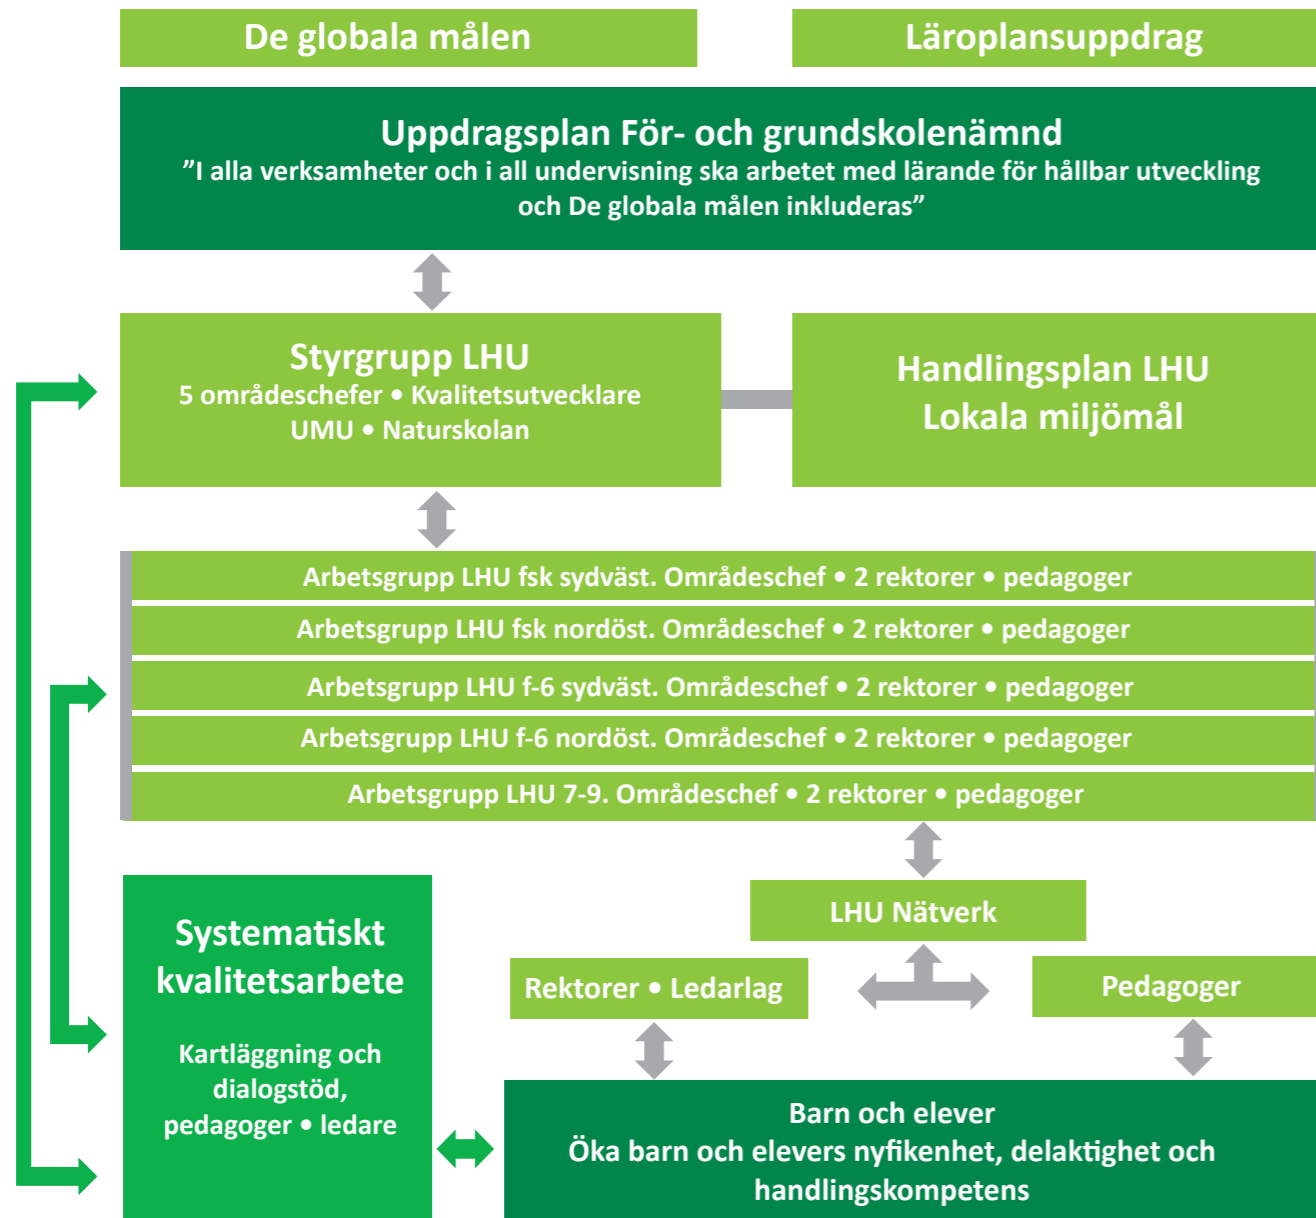 De globala målen
Läroplansuppdrag
Uppdragsplan För- och grundskolenämnd
”I alla verksamheter och i all undervisning ska arbetet med lärande för hållbar utveckling
och De globala målen inkluderas”
Styrgrupp LHU
5 områdeschefer • Kvalitetsutvecklare
UMU • Naturskolan
Handlingsplan LHU
Lokala miljömål
Arbetsgrupp LHU fsk sydväst. Områdeschef • 2 rektorer • pedagoger
Arbetsgrupp LHU fsk nordöst. Områdeschef • 2 rektorer • pedagoger
Arbetsgrupp LHU f-6 sydväst. Områdeschef • 2 rektorer • pedagoger
Arbetsgrupp LHU f-6 nordöst. Områdeschef • 2 rektorer • pedagoger
Arbetsgrupp LHU 7-9. Områdeschef • 2 rektorer • pedagoger
LHU Nätverk
Rektorer • Ledarlag
Pedagoger
Systematiskt
kvalitetsarbete
Kartläggning och
dialogstöd,
pedagoger • ledare
Barn och elever
Öka barn och elevers nyfikenhet, delaktighet och
handlingskompetens